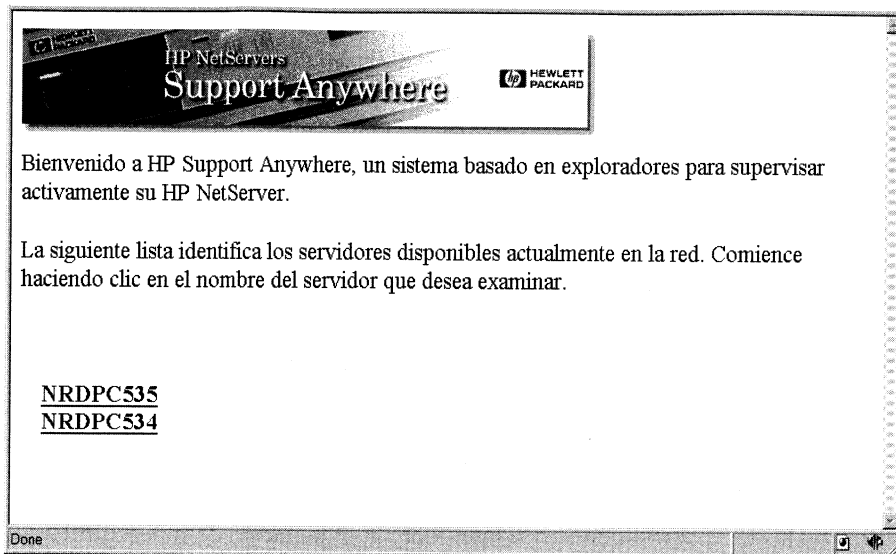 HP NetServers
Support Anywhere
hp HEWLETT
PACKARD
Bienvenido a HP Support Anywhere, un sistema basado en exploradores para supervisar
activamente su HP NetServer.
La siguiente lista identifica los servidores disponibles actualmente en la red. Comience
haciendo clic en el nombre del servidor que desea examinar.
NRDPC535
NRDPC534
Done